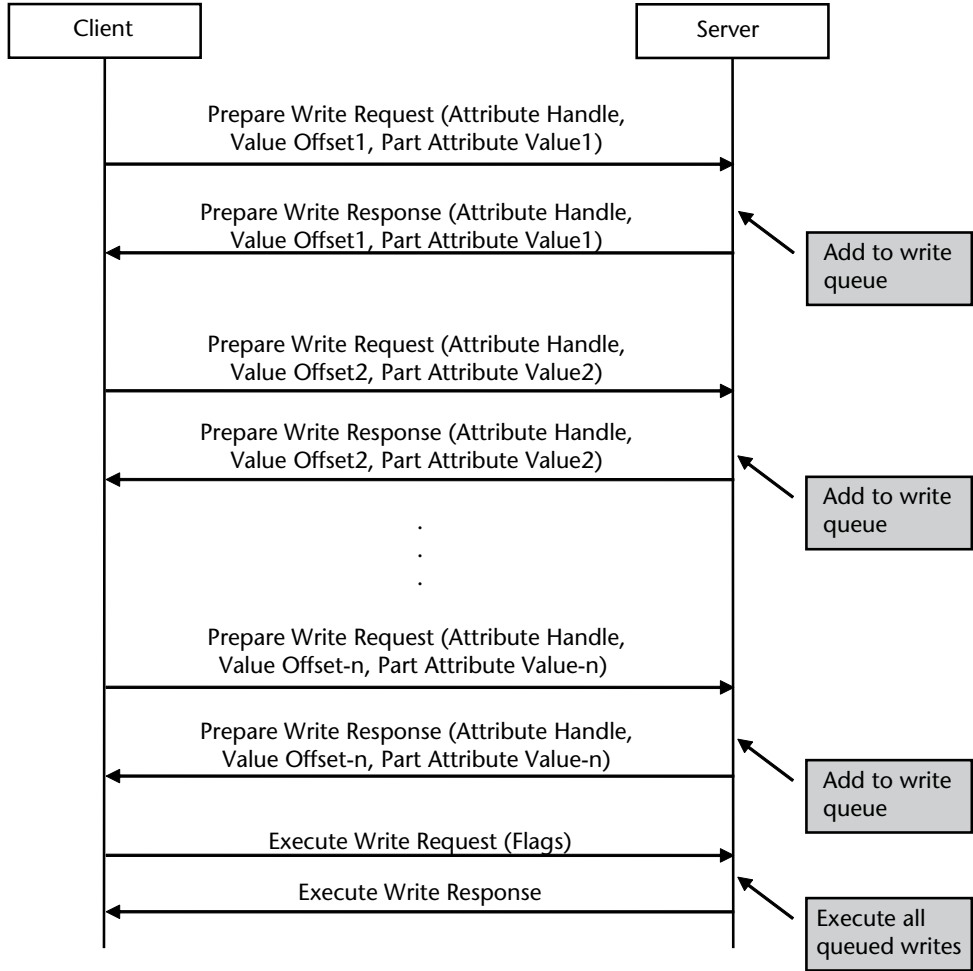 Client
Server
Prepare Write Request (Attribute Handle,
Value Offset1, Part Attribute Value1)
Prepare Write Response (Attribute Handle,
Value Offset1, Part Attribute Value1)
Add to write
queue
Prepare Write Request (Attribute Handle,
Value Offset2, Part Attribute Value2)
Prepare Write Response (Attribute Handle,
Value Offset2, Part Attribute Value2)
Add to write
queue
.
.
.
Prepare Write Request (Attribute Handle,
Value Offset-n, Part Attribute Value-n)
Prepare Write Response (Attribute Handle,
Value Offset-n, Part Attribute Value-n)
Add to write
queue
Execute Write Request (Flags)
Execute Write Response
Execute all
queued writes